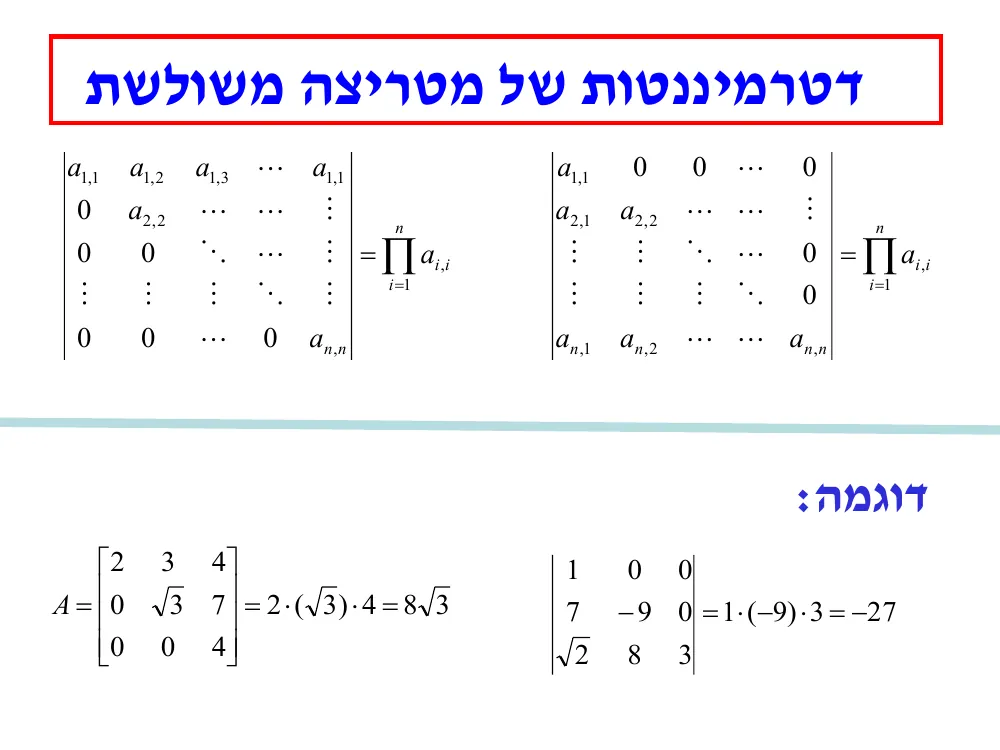 דטרמיננטות של מטריצה משולשת
a₁,₁ a₁,₂ a₁,₃ ⋯ a₁,₁
0 a₂,₂ ⋯ ⋯ ⋮
0 0 ⋱ ⋯ ⋮ = ∏ᵢ₌₁ⁿ aᵢ,ᵢ
⋮ ⋮ ⋮ ⋱ ⋮
0 0 ⋯ 0 aₙ,ₙ
a₁,₁ 0 0 ⋯ 0
a₂,₁ a₂,₂ ⋯ ⋯ ⋮
⋮ ⋮ ⋱ ⋯ 0 = ∏ᵢ₌₁ⁿ aᵢ,ᵢ
⋮ ⋮ ⋮ ⋱ 0
aₙ,₁ aₙ,₂ ⋯ ⋯ aₙ,ₙ
דוגמה:
2 3 4
A = 0 √3 7 = 2·(√3)·4 = 8√3
0 0 4
1 0 0
7 −9 0 = 1·(−9)·3 = −27
√2 8 3